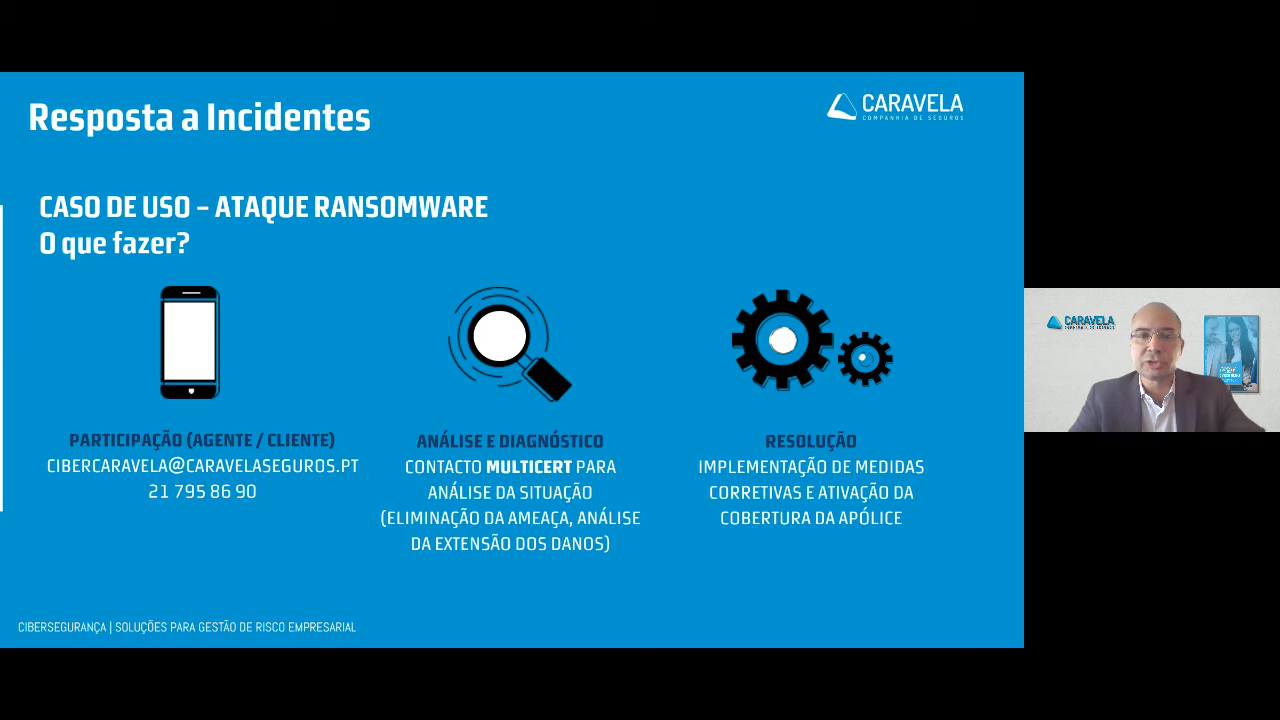 Resposta a Incidentes
CARAVELA
COMPANHIA DE SEGUROS
CASO DE USO – ATAQUE RANSOMWARE
O que fazer?
PARTICIPAÇÃO (AGENTE / CLIENTE)
CIBERCARAVELA@CARAVELASEGUROS.PT
21 795 86 90
ANÁLISE E DIAGNÓSTICO
CONTACTO MULTICERT PARA
ANÁLISE DA SITUAÇÃO
(ELIMINAÇÃO DA AMEAÇA, ANÁLISE
DA EXTENSÃO DOS DANOS)
RESOLUÇÃO
IMPLEMENTAÇÃO DE MEDIDAS
CORRETIVAS E ATIVAÇÃO DA
COBERTURA DA APÓLICE
CIBERSEGURANÇA | SOLUÇÕES PARA GESTÃO DE RISCO EMPRESARIAL
CARAVELA
COMPANHIA DE SEGUROS